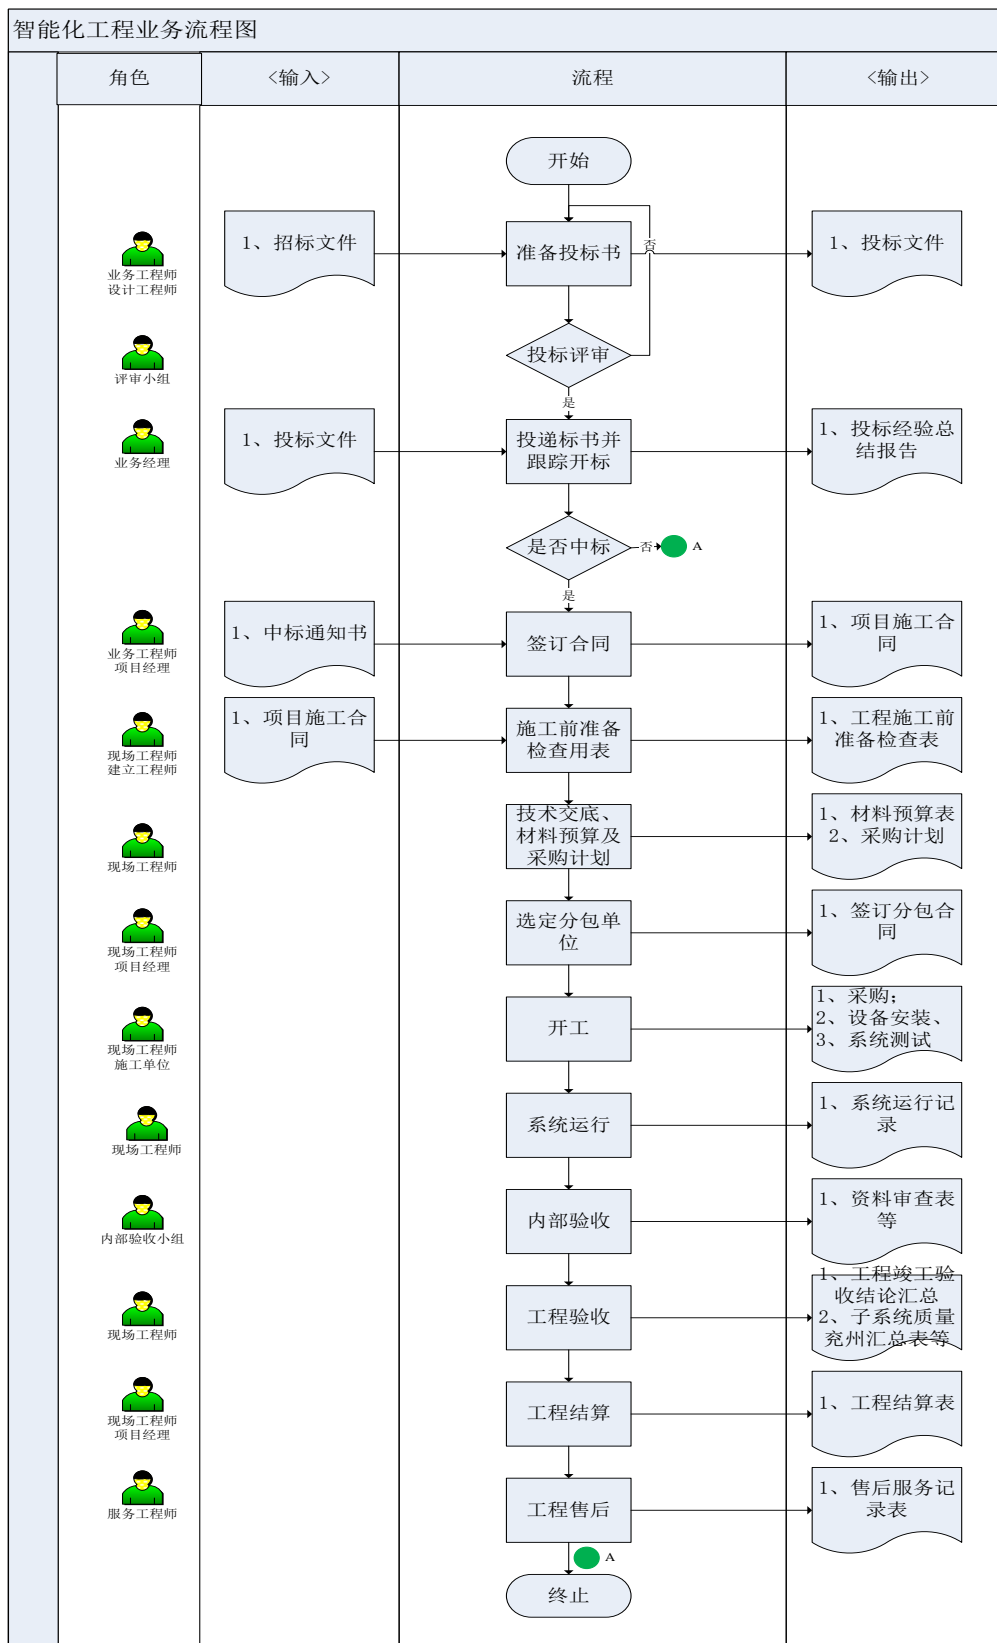 智能化工程业务流程图
角色
<输入>
流程
<输出>
开始
业务工程师
设计工程师
1、招标文件
准备投标书
否
1、投标文件
评审小组
投标评审
是
业务经理
1、投标文件
投递标书并
跟踪开标
1、投标经验总
结报告
是否中标
否
A
是
业务工程师
项目经理
1、中标通知书
签订合同
1、项目施工合
同
现场工程师
建立工程师
1、项目施工合
同
施工前准备
检查用表
1、工程施工前
准备检查表
现场工程师
技术交底、
材料预算及
采购计划
1、材料预算表
2、采购计划
现场工程师
项目经理
选定分包单
位
1、签订分包合
同
现场工程师
施工单位
开工
1、采购;
2、设备安装、
3、系统测试
现场工程师
系统运行
1、系统运行记
录
内部验收小组
内部验收
1、资料审查表
等
现场工程师
工程验收
1、工程竣工验
收结论汇总
2、子系统质量
兖州汇总表等
现场工程师
项目经理
工程结算
1、工程结算表
服务工程师
工程售后
1、售后服务记
录表
A
终止